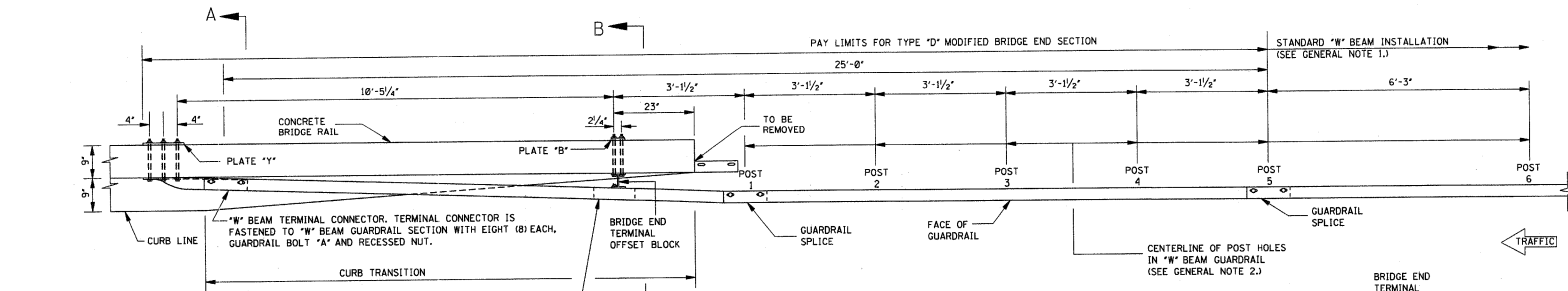 A
B
PAY LIMITS FOR TYPE "D" MODIFIED BRIDGE END SECTION
STANDARD "W" BEAM INSTALLATION
(SEE GENERAL NOTE 1.)
25'-0"
10'-5¼"
3'-1½"
3'-1½"
3'-1½"
3'-1½"
3'-1½"
6'-3"
4"
4"
23"
2¼"
CONCRETE
BRIDGE RAIL
TO BE
REMOVED
PLATE "Y"
PLATE "B"
9"
9"
POST
1
POST
2
POST
3
POST
4
POST
5
POST
6
"W" BEAM TERMINAL CONNECTOR. TERMINAL CONNECTOR IS
FASTENED TO "W" BEAM GUARDRAIL SECTION WITH EIGHT (8) EACH,
GUARDRAIL BOLT "A" AND RECESSED NUT.
CURB LINE
BRIDGE END
TERMINAL
OFFSET BLOCK
GUARDRAIL
SPLICE
FACE OF
GUARDRAIL
GUARDRAIL
SPLICE
CENTERLINE OF POST HOLES
IN "W" BEAM GUARDRAIL
(SEE GENERAL NOTE 2.)
TRAFFIC
CURB TRANSITION
BRIDGE END
TERMINAL